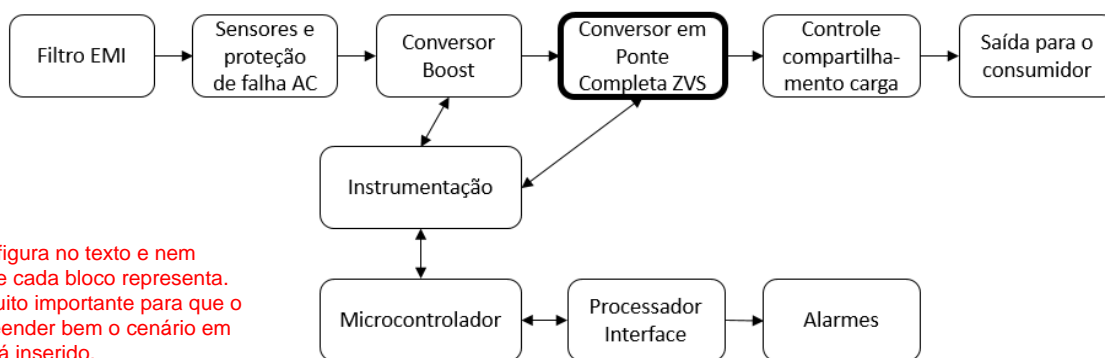 Filtro EMI
Sensores e
proteção
de falha AC
Conversor
Boost
Conversor em
Ponte
Completa ZVS
Controle
compartilha-
mento carga
Saída para o
consumidor
Instrumentação
figura no texto e nem
e cada bloco representa.
uito importante para que o
ender bem o cenário em
á inserido.
Microcontrolador
Processador
Interface
Alarmes